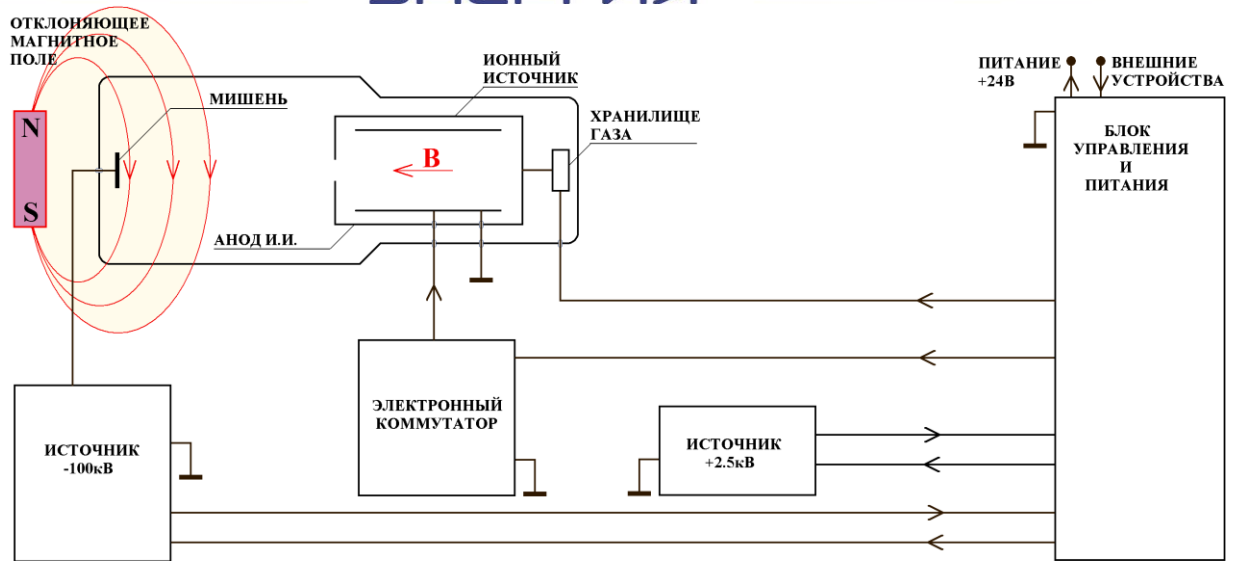 ОТКЛОНЯЮЩЕЕ
МАГНИТНОЕ
ПОЛЕ
N
S
МИШЕНЬ
ИОННЫЙ
ИСТОЧНИК
B
АНОД И.И.
ХРАНИЛИЩЕ
ГАЗА
ПИТАНИЕ
+24В
ВНЕШНИЕ
УСТРОЙСТВА
БЛОК
УПРАВЛЕНИЯ
И
ПИТАНИЯ
ИСТОЧНИК
-100кВ
ЭЛЕКТРОННЫЙ
КОММУТАТОР
ИСТОЧНИК
+2.5кВ